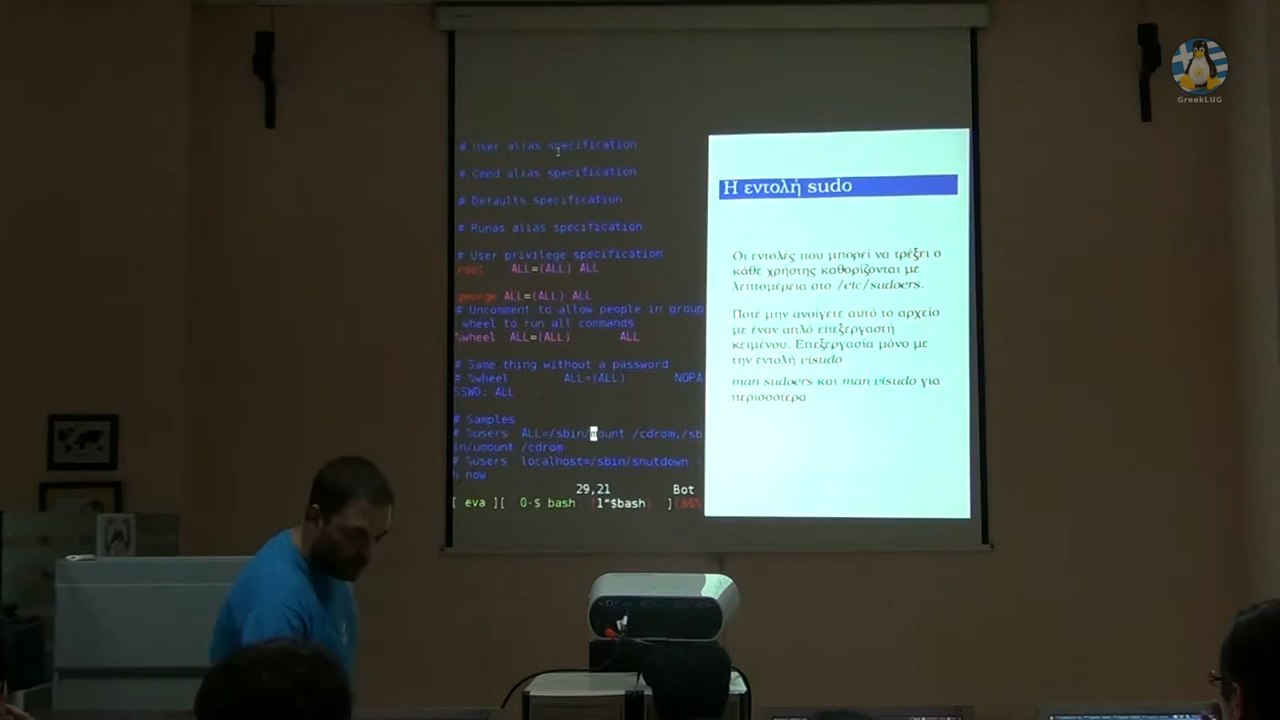 # User alias specification
# Cmnd alias specification
# Defaults specification
# Runas alias specification
# User privilege specification
root ALL=(ALL) ALL
george ALL=(ALL) ALL
# Uncomment to allow people in group
wheel to run all commands
%wheel ALL=(ALL) ALL
# Same thing without a password
# %wheel ALL=(ALL) NOPA
SSWD: ALL
# Samples
# %users ALL=/sbin/mount /cdrom,/sb
in/umount /cdrom
# %users localhost=/sbin/shutdown -
h now
29,21 Bot
[ eva ][ 0-$ bash (1*$bash) ]
Η εντολή sudo
Οι εντολές που μπορεί να τρέξει ο
κάθε χρήστης καθορίζονται με
λεπτομέρεια στο /etc/sudoers.
Ποτέ μην ανοίγετε αυτό το αρχείο
με έναν απλό επεξεργαστή
κειμένου. Επεξεργασία μόνο με
την εντολή visudo
man sudoers και man visudo για
περισσότερα
GreekLUG